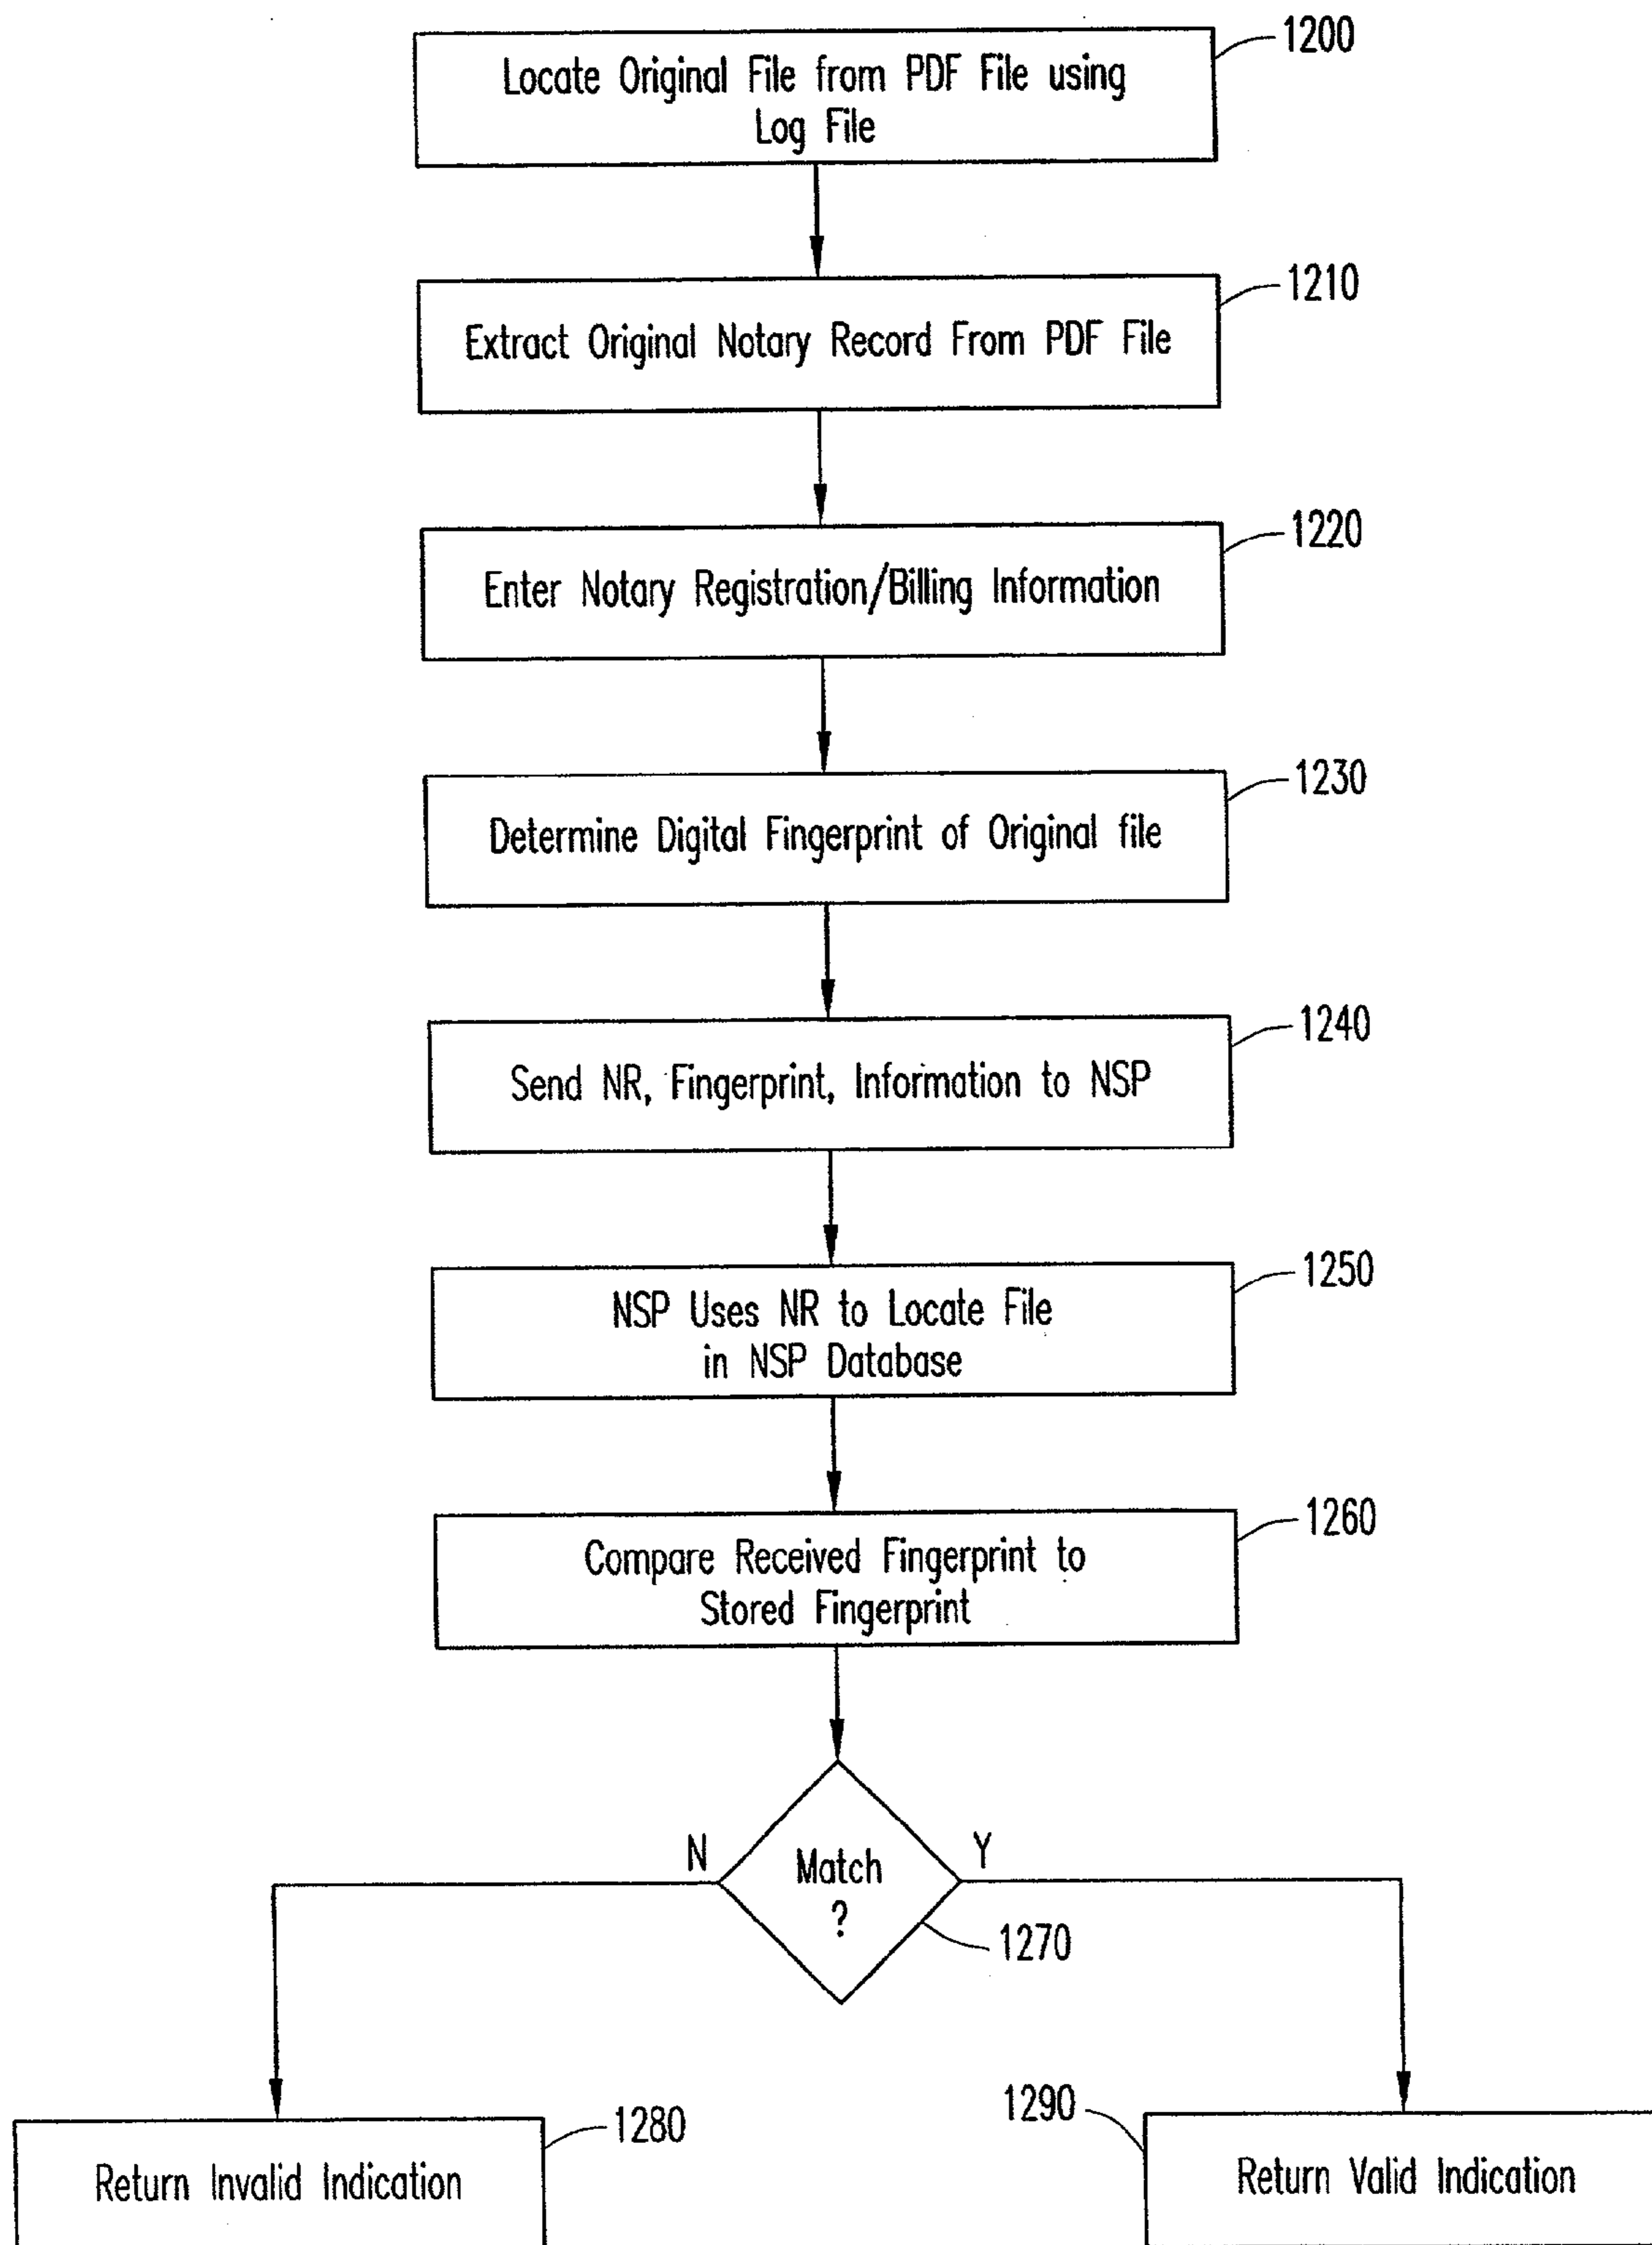 1200
Locate Original File from PDF File using
Log File
1210
Extract Original Notary Record From PDF File
1220
Enter Notary Registration/Billing Information
1230
Determine Digital Fingerprint of Original file
1240
Send NR, Fingerprint, Information to NSP
1250
NSP Uses NR to Locate File
in NSP Database
1260
Compare Received Fingerprint to
Stored Fingerprint
N
Y
Match
?
1270
1280
1290
Return Invalid Indication
Return Valid Indication